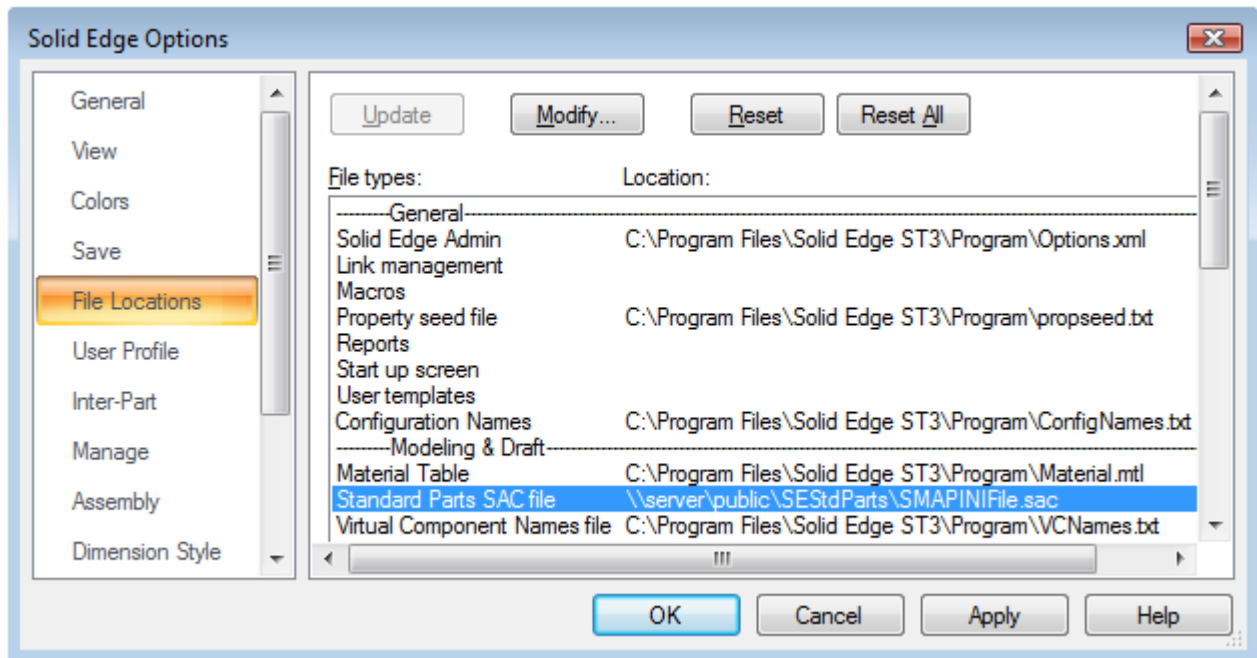 Solid Edge Options
General
View
Colors
Save
File Locations
User Profile
Inter-Part
Manage
Assembly
Dimension Style
Update Modify... Reset Reset All
File types: Location:
---------General---------
Solid Edge Admin C:\Program Files\Solid Edge ST3\Program\Options.xml
Link management
Macros
Property seed file C:\Program Files\Solid Edge ST3\Program\propseed.txt
Reports
Start up screen
User templates
Configuration Names C:\Program Files\Solid Edge ST3\Program\ConfigNames.txt
---------Modeling & Draft---------
Material Table C:\Program Files\Solid Edge ST3\Program\Material.mtl
Standard Parts SAC file \\server\public\SEStdParts\SMAPINIFile.sac
Virtual Component Names file C:\Program Files\Solid Edge ST3\Program\VCNames.txt
OK Cancel Apply Help